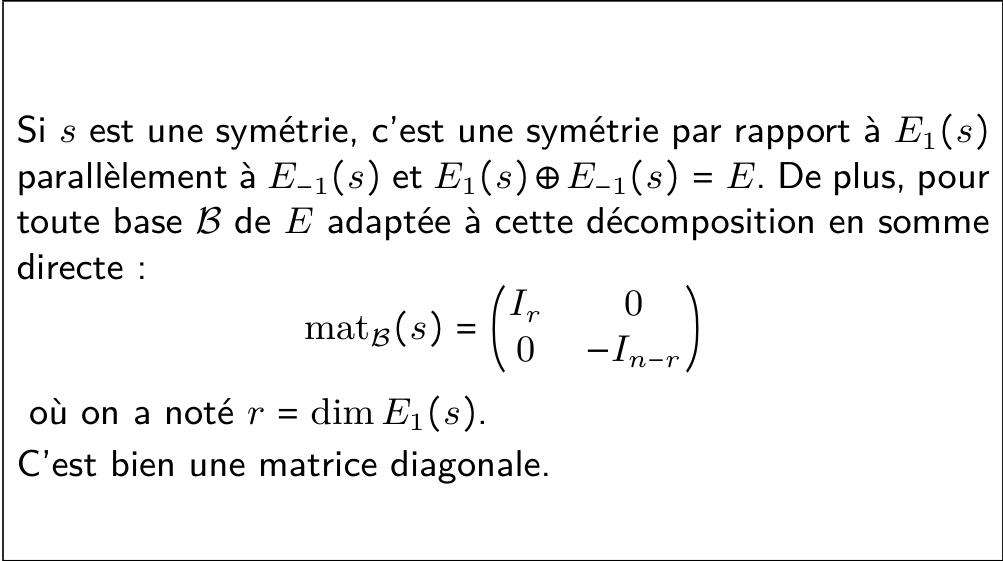 Si $s$ est une symétrie, c'est une symétrie par rapport à $E_1(s)$
parallèlement à $E_{-1}(s)$ et $E_1(s) \oplus E_{-1}(s) = E$. De plus, pour
toute base $\mathcal{B}$ de $E$ adaptée à cette décomposition en somme
directe :
$\mathrm{mat}_{\mathcal{B}}(s) = \begin{pmatrix} I_r & 0 \\ 0 & -I_{n-r} \end{pmatrix}$
où on a noté $r = \dim E_1(s)$.
C'est bien une matrice diagonale.